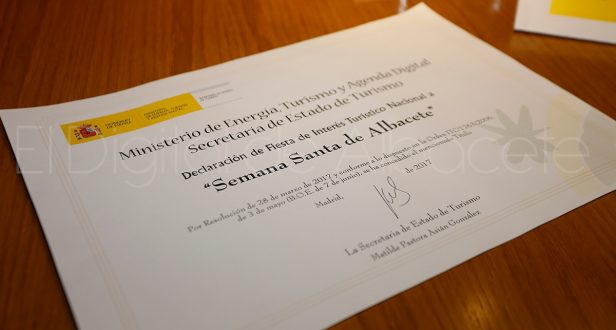 Ministerio de Energía, Turismo y Agenda Digital
Secretaría de Estado de Turismo
Declaración de Fiesta de Interés Turístico Nacional a
"Semana Santa de Albacete"
Por Resolución de 28 de marzo de 2017 y conforme a lo dispuesto en la Orden
de 3 de mayo (B.O.E. de 7 de junio), se ha concedido el mencionado Título
Madrid, de 2017
La Secretaria de Estado de Turismo
Matilde Pastora Asián González
El Digital de Albacete